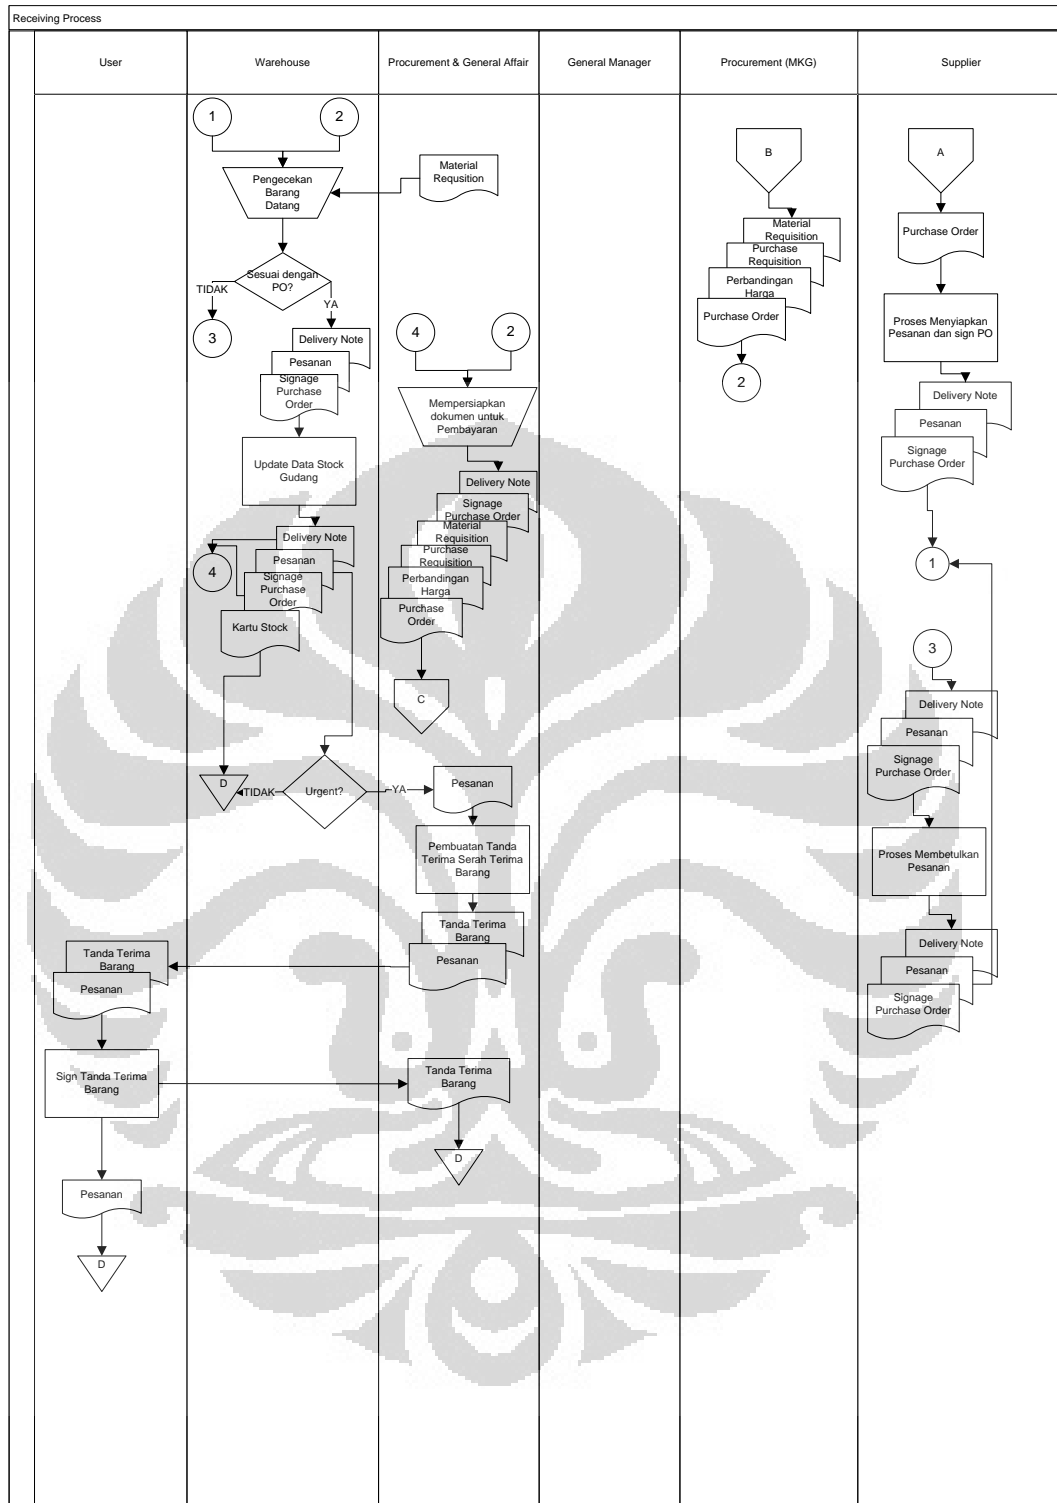 Receiving Process
User
Warehouse
Procurement & General Affair
General Manager
Procurement (MKG)
Supplier
1
2
Pengecekan
Barang
Datang
Material
Requsition
Sesuai dengan
PO?
TIDAK
YA
3
Delivery Note
Pesanan
Signage
Purchase
Order
Update Data Stock
Gudang
Delivery Note
Pesanan
Signage
Purchase
Order
Kartu Stock
4
D
TIDAK
Urgent?
YA
4
2
Mempersiapkan
dokumen untuk
Pembayaran
Delivery Note
Signage
Purchase Order
Material
Requisition
Purchase
Requisition
Perbandingan
Harga
Purchase
Order
C
Pesanan
Pembuatan Tanda
Terima Serah Terima
Barang
Tanda Terima
Barang
Pesanan
Tanda Terima
Barang
Pesanan
Sign Tanda Terima
Barang
Tanda Terima
Barang
D
Pesanan
D
B
Material
Requisition
Purchase
Requisition
Perbandingan
Harga
Purchase Order
2
A
Purchase Order
Proses Menyiapkan
Pesanan dan sign PO
Delivery Note
Pesanan
Signage
Purchase Order
1
3
Delivery Note
Pesanan
Signage
Purchase Order
Proses Membetulkan
Pesanan
Delivery Note
Pesanan
Signage
Purchase Order